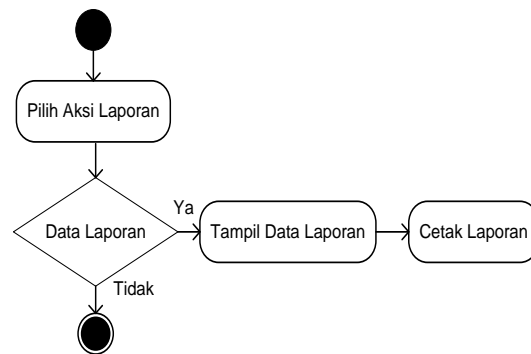 Pilih Aksi Laporan
Ya
Data Laporan
Tampil Data Laporan
Cetak Laporan
Tidak